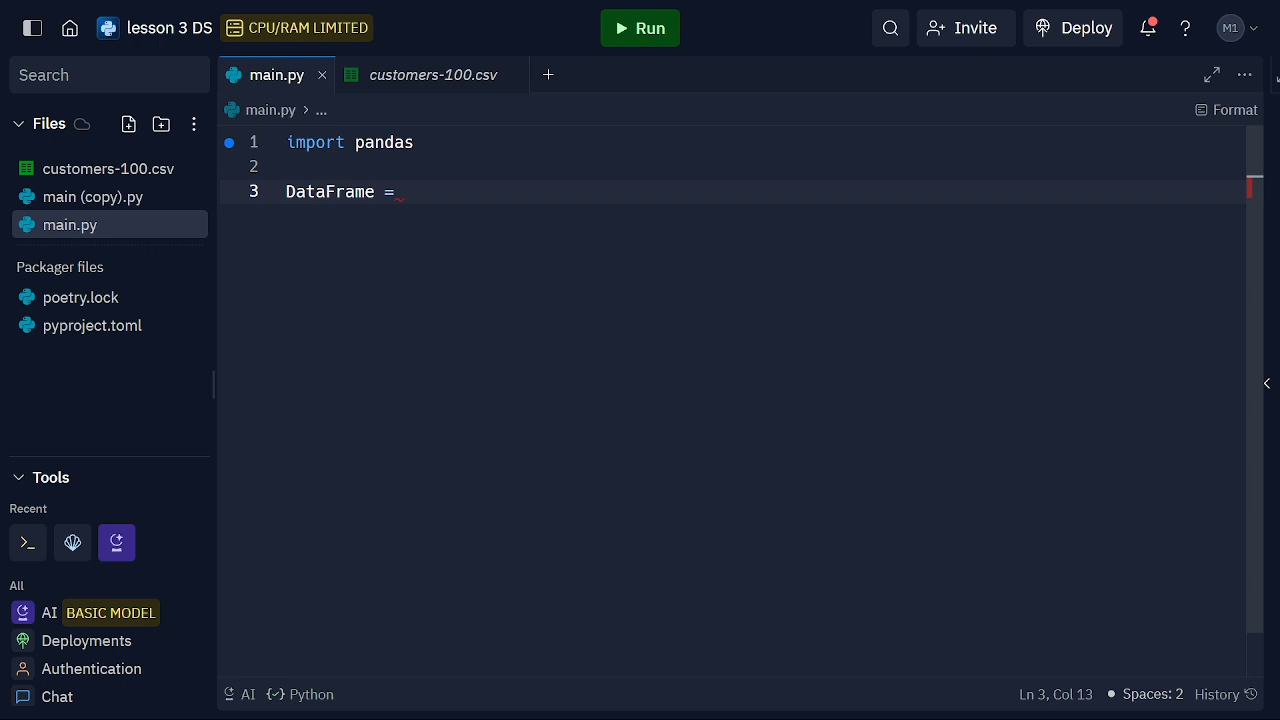 lesson 3 DS CPU/RAM LIMITED Run Invite Deploy ? M1
Search
main.py × customers-100.csv +
Files
main.py > ... Format
customers-100.csv
main (copy).py
main.py
Packager files
poetry.lock
pyproject.toml
1 import pandas
2
3 DataFrame =
Tools
Recent
All
AI BASIC MODEL
Deployments
Authentication
Chat
AI Python Ln 3, Col 13 Spaces: 2 History